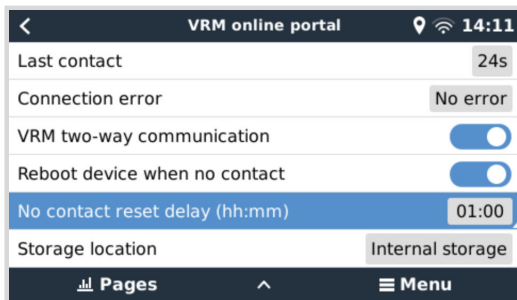 VRM online portal 14:11
Last contact 24s
Connection error No error
VRM two-way communication
Reboot device when no contact
No contact reset delay (hh:mm) 01:00
Storage location Internal storage
Pages Menu